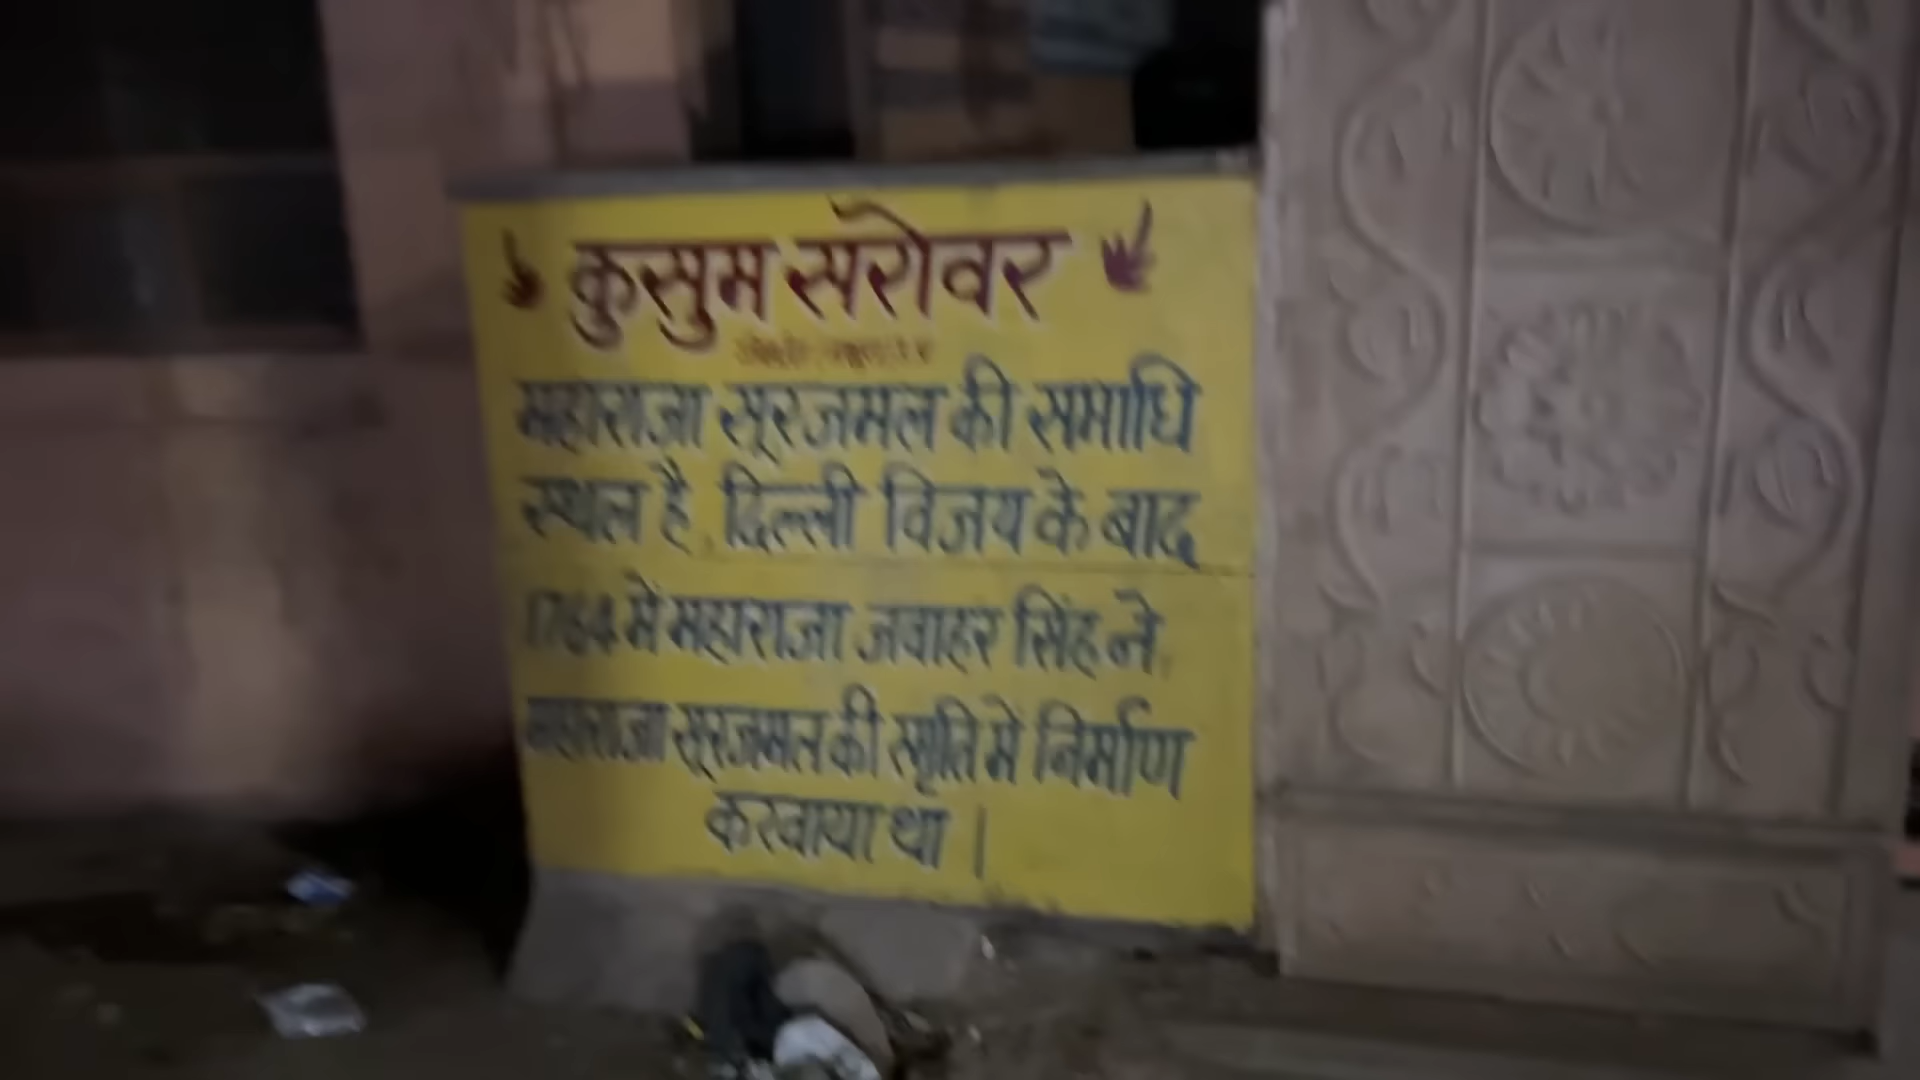 कुसुम सरोवर
महाराजा सूरजमल की समाधि
स्थल है दिल्ली विजय के बाद
1764 में महाराजा जवाहर सिंह ने
महाराजा सूरजमल की स्मृति मे निर्माण
करवाया था ।